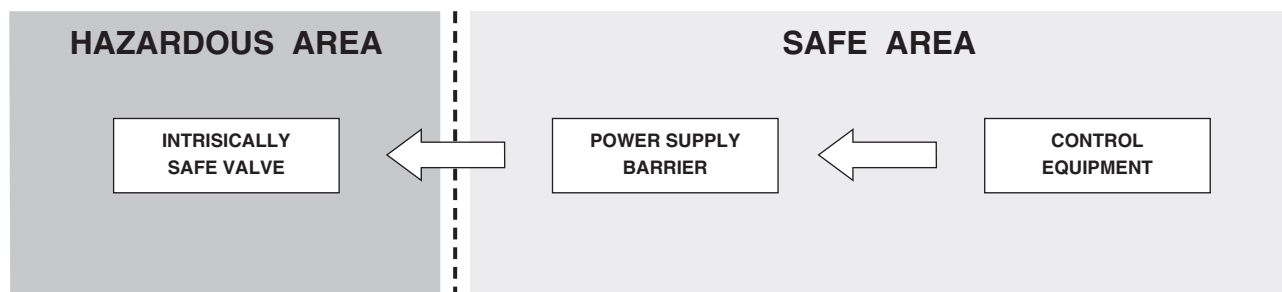 HAZARDOUS AREA
SAFE AREA
INTRISICALLY
SAFE VALVE
POWER SUPPLY
BARRIER
CONTROL
EQUIPMENT